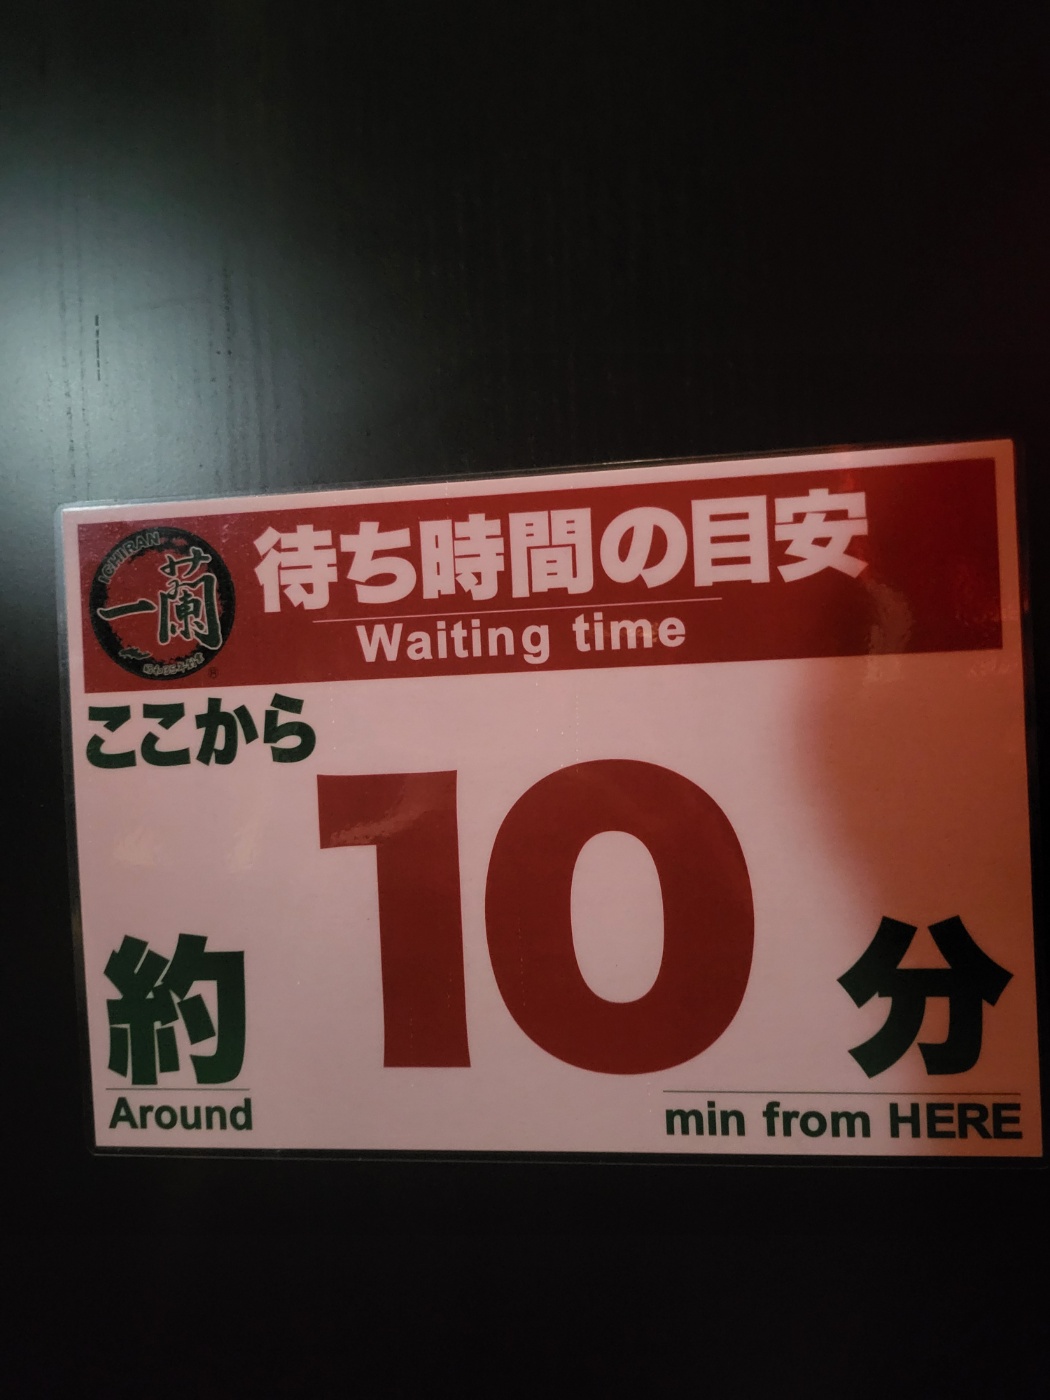 ICHIRAN
一蘭
待ち時間の目安
Waiting time
ここから
約 10 分
Around
min from HERE